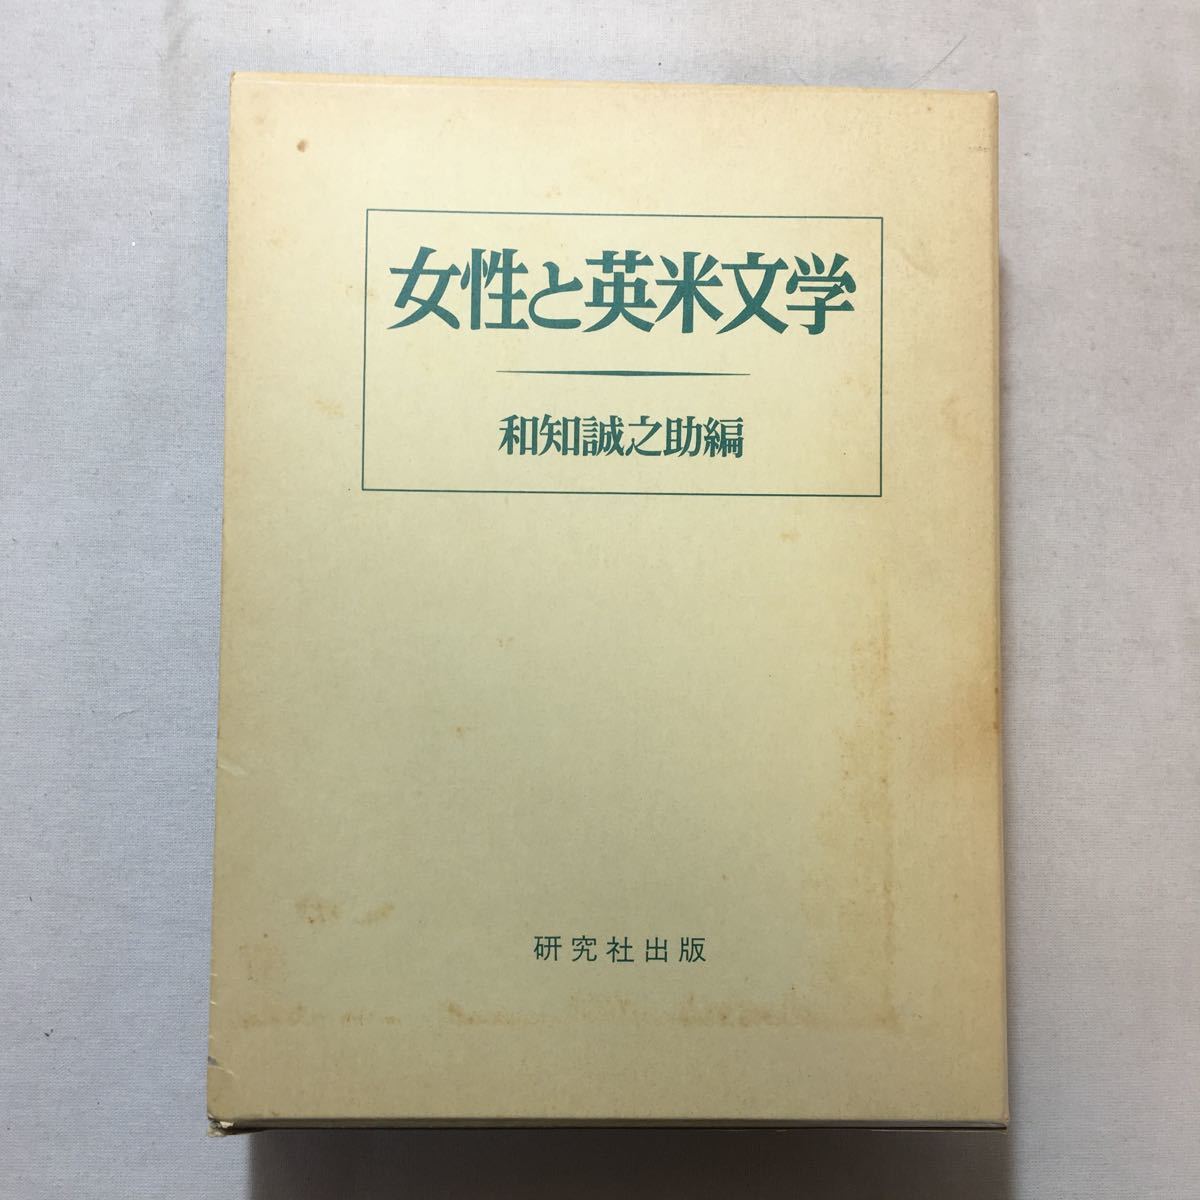 女性と英米文学
和知誠之助編
研究社出版